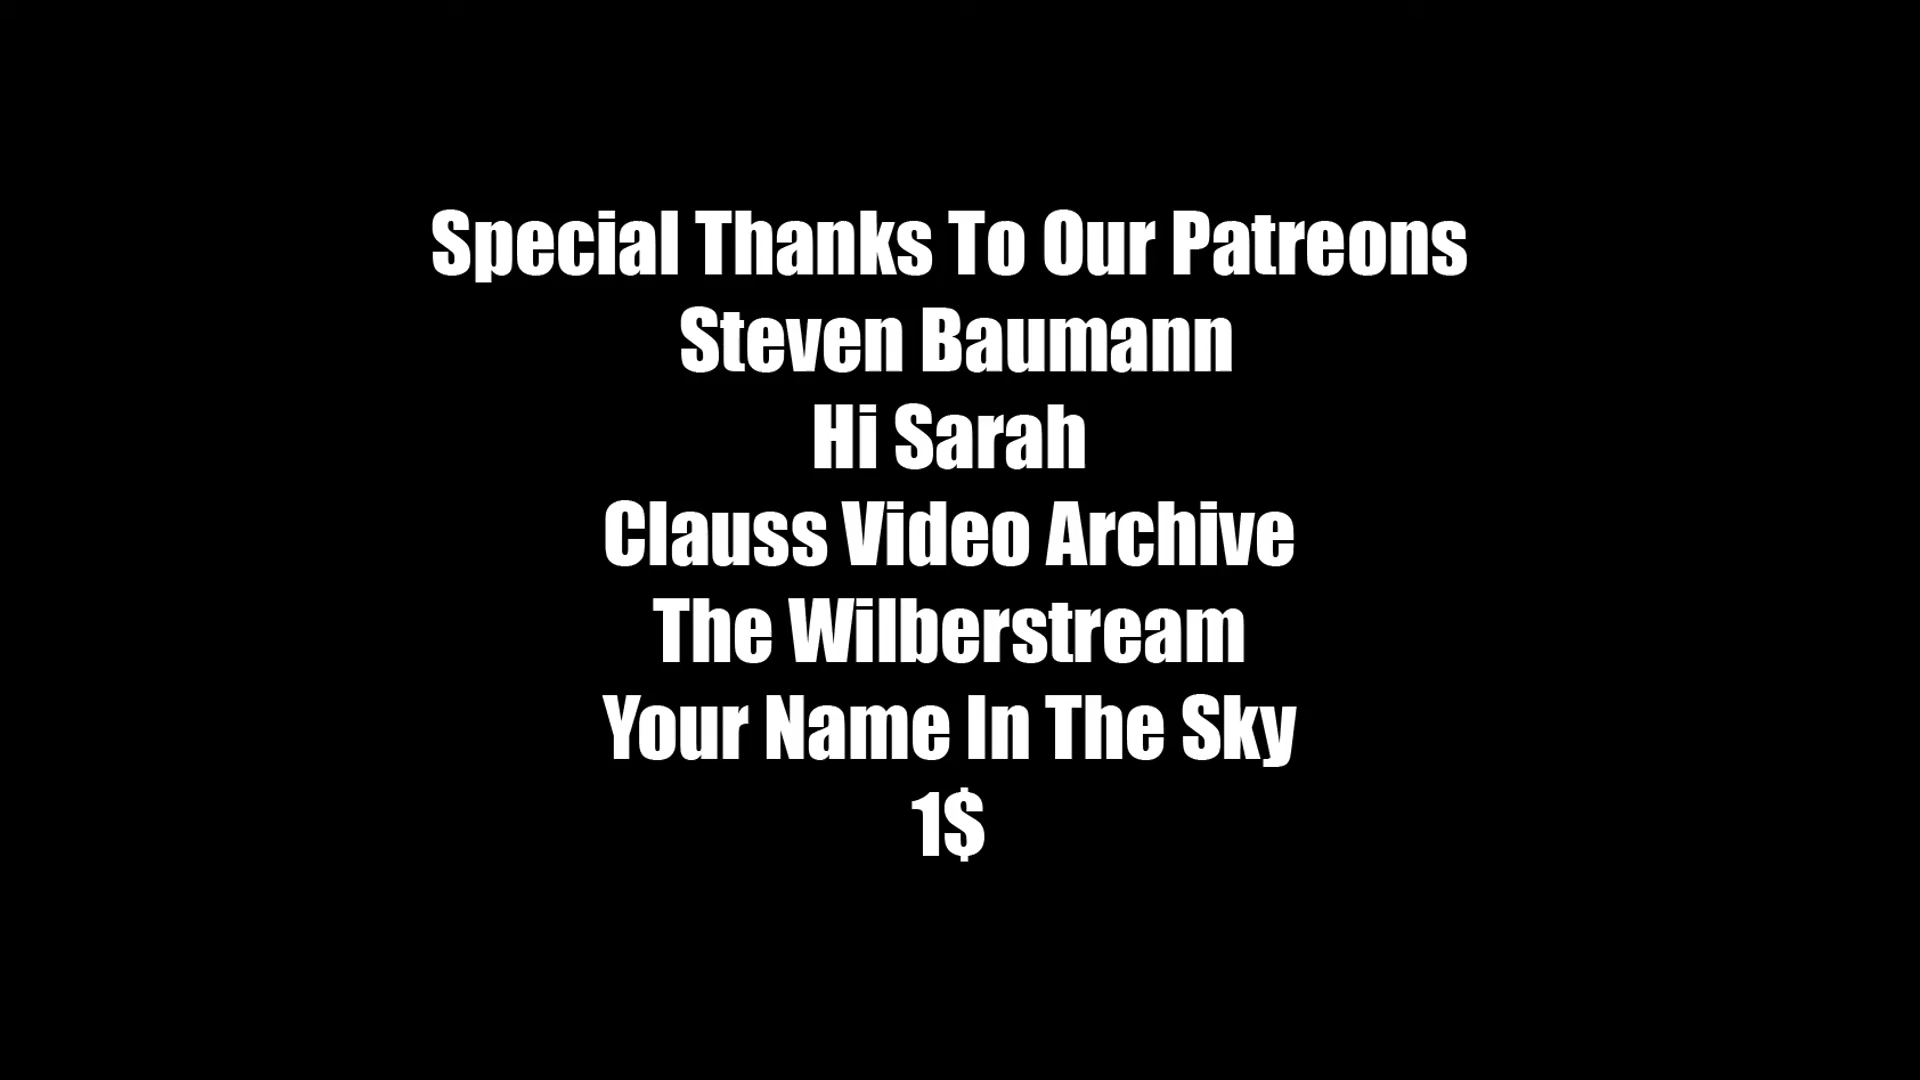 Special Thanks To Our Patreons
Steven Baumann
Hi Sarah
Clauss Video Archive
The Wilberstream
Your Name In The Sky
1$